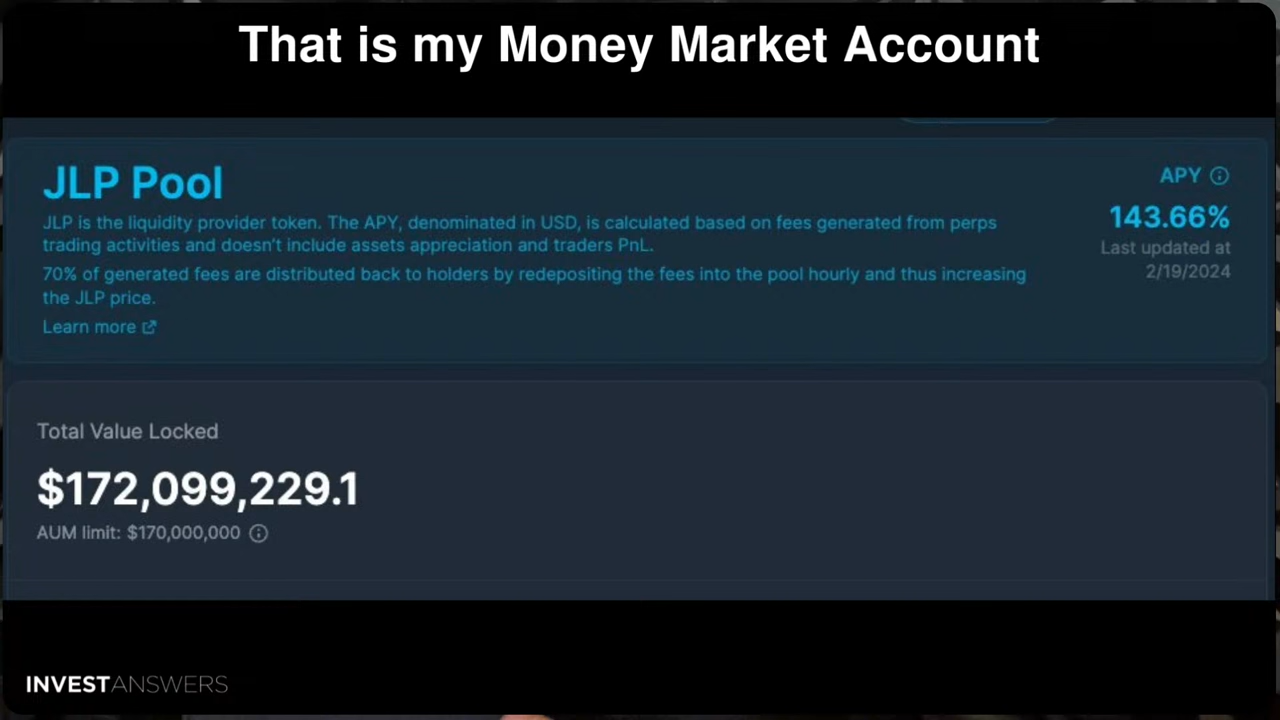 That is my Money Market Account
JLP Pool
JLP is the liquidity provider token. The APY, denominated in USD, is calculated based on fees generated from perps
trading activities and doesn't include assets appreciation and traders PnL.
70% of generated fees are distributed back to holders by redepositing the fees into the pool hourly and thus increasing
the JLP price.
Learn more
APY
143.66%
Last updated at
2/19/2024
Total Value Locked
$172,099,229.1
AUM limit: $170,000,000
INVESTANSWERS